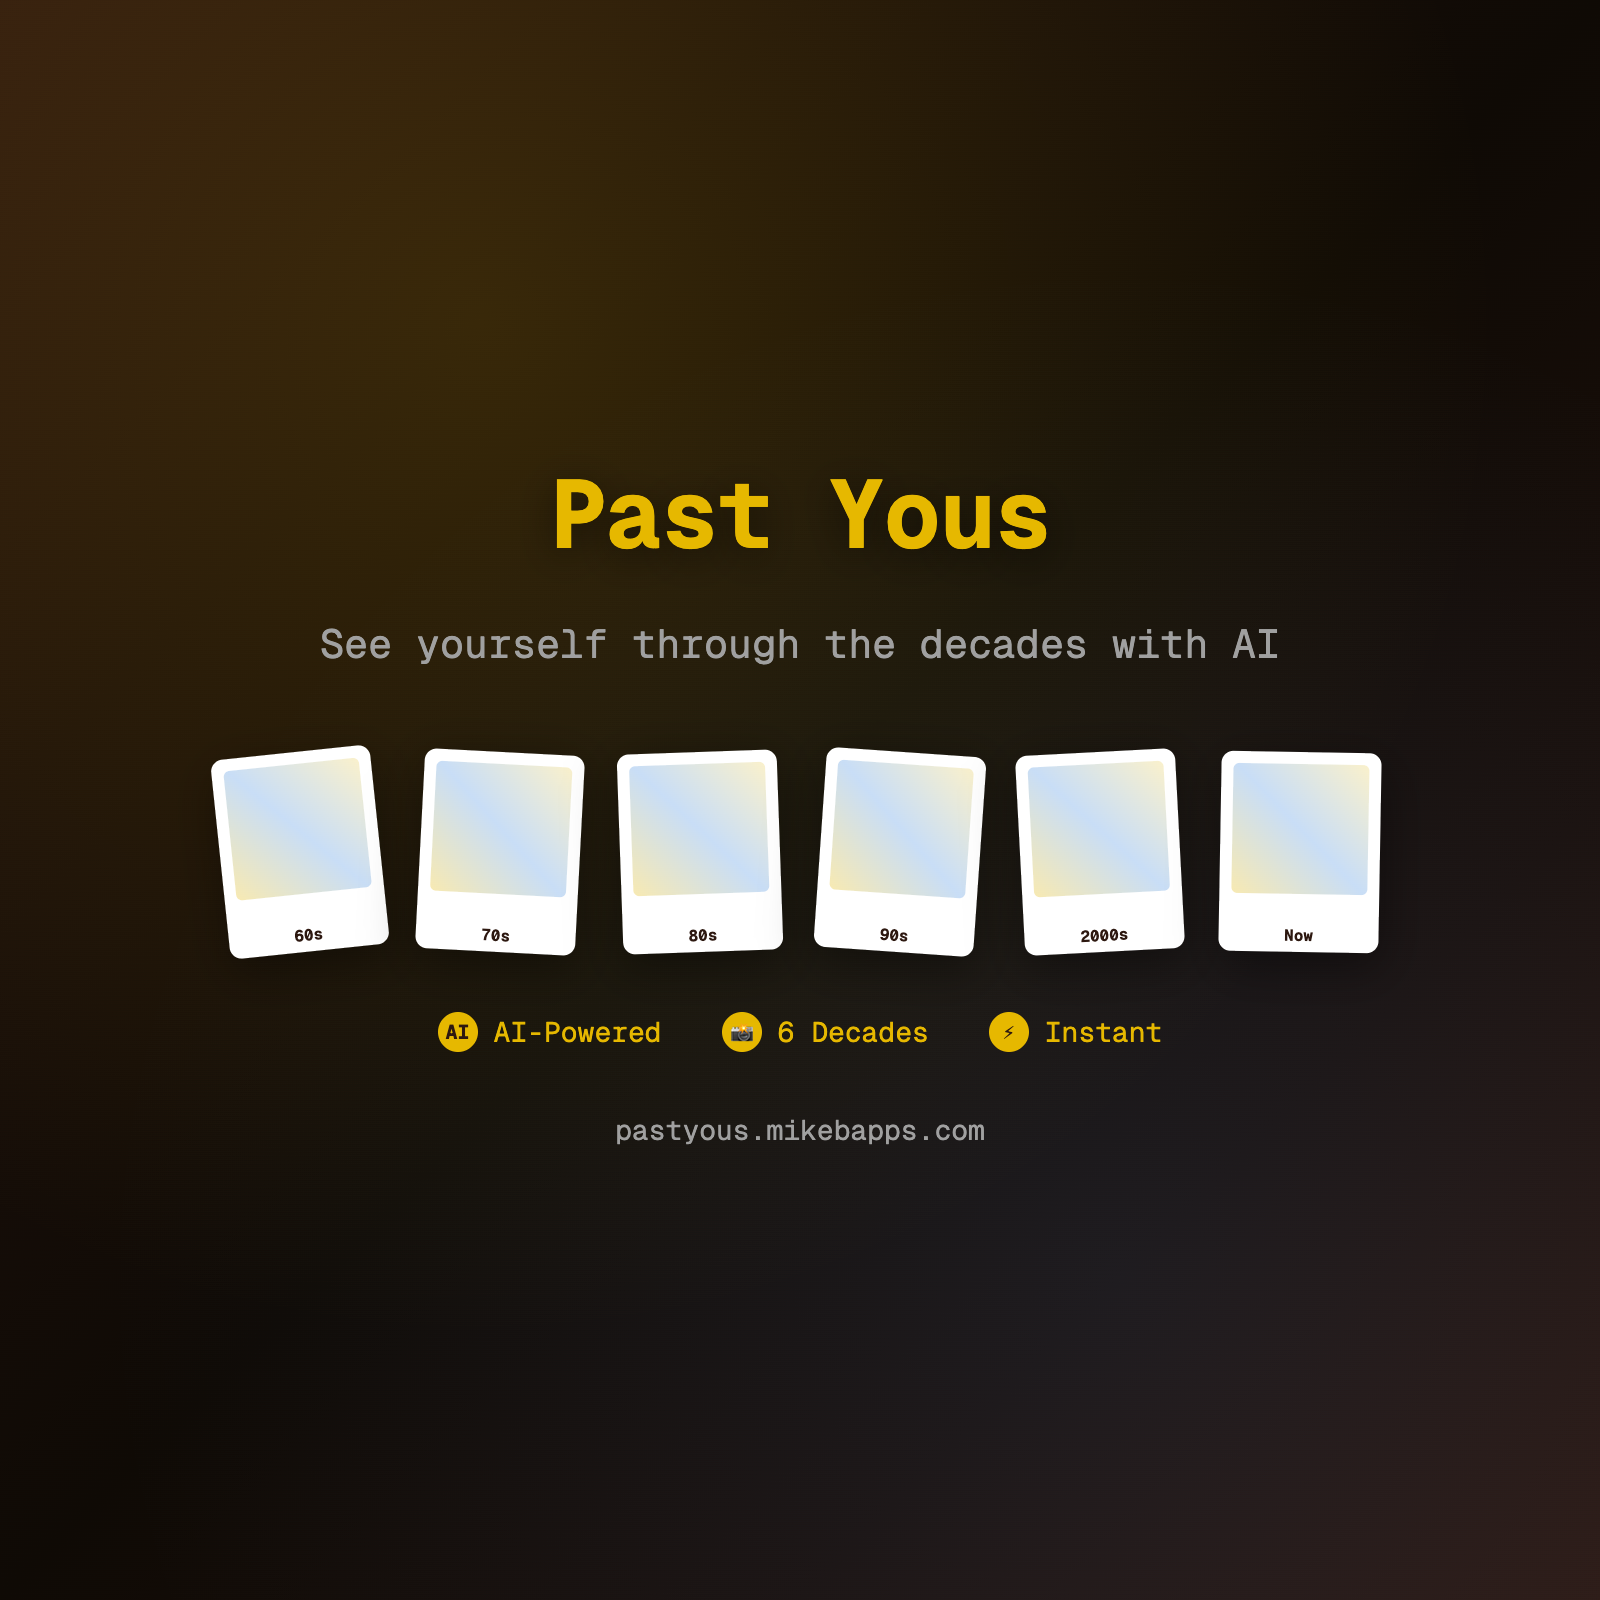 Past Yous
See yourself through the decades with AI
60s 70s 80s 90s 2000s Now
AI AI-Powered 📸 6 Decades ⚡ Instant
pastyous.mikebapps.com